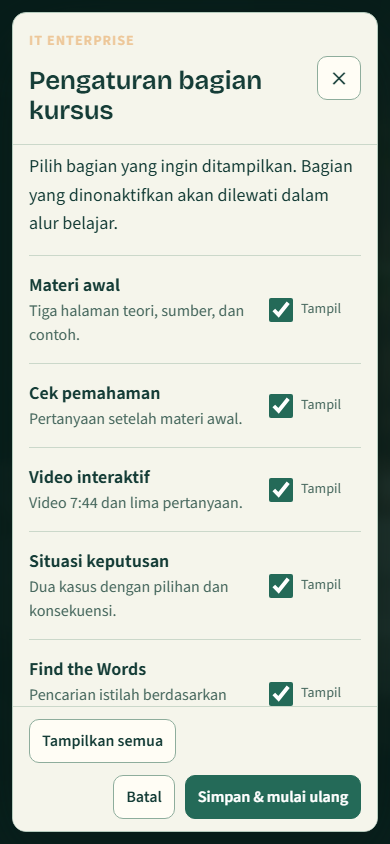 IT ENTERPRISE
Pengaturan bagian
kursus
Pilih bagian yang ingin ditampilkan. Bagian
yang dinonaktifkan akan dilewati dalam
alur belajar.
Materi awal
Tiga halaman teori, sumber, dan
contoh.
Tampil
Cek pemahaman
Pertanyaan setelah materi awal.
Tampil
Video interaktif
Video 7:44 dan lima pertanyaan.
Tampil
Situasi keputusan
Dua kasus dengan pilihan dan
konsekuensi.
Tampil
Find the Words
Pencarian istilah berdasarkan
Tampil
Tampilkan semua
Batal
Simpan & mulai ulang